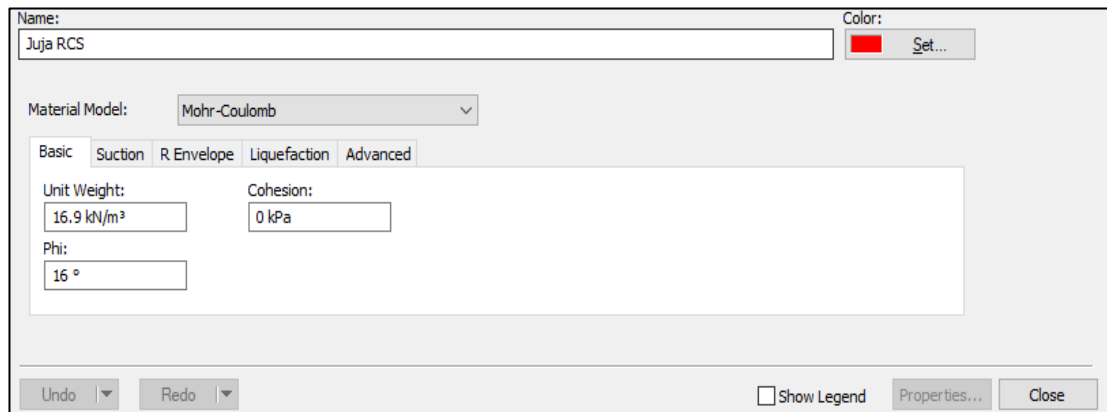 Name: Color:
Juja RCS Set...
Material Model: Mohr-Coulomb
Basic Suction R Envelope Liquefaction Advanced
Unit Weight: Cohesion:
16.9 kN/m³ 0 kPa
Phi:
16 °
Undo Redo Show Legend Properties... Close